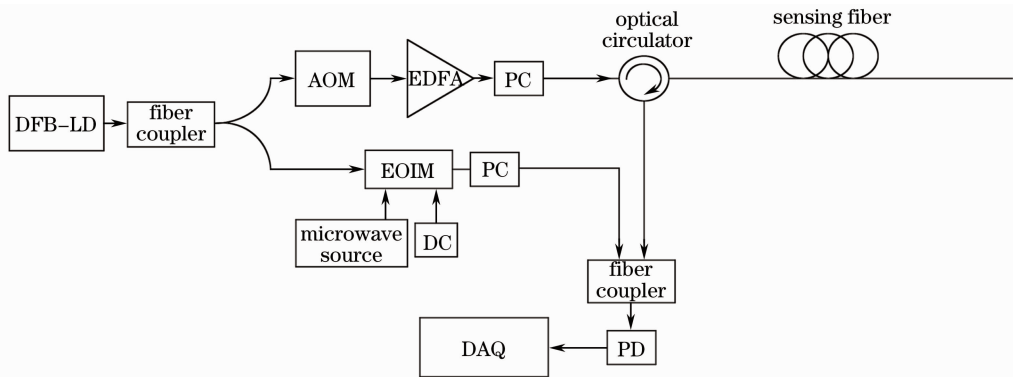 optical
circulator
sensing fiber
AOM
EDFA
PC
DFB-LD
fiber
coupler
EOIM
PC
microwave
source
DC
fiber
coupler
DAQ
PD